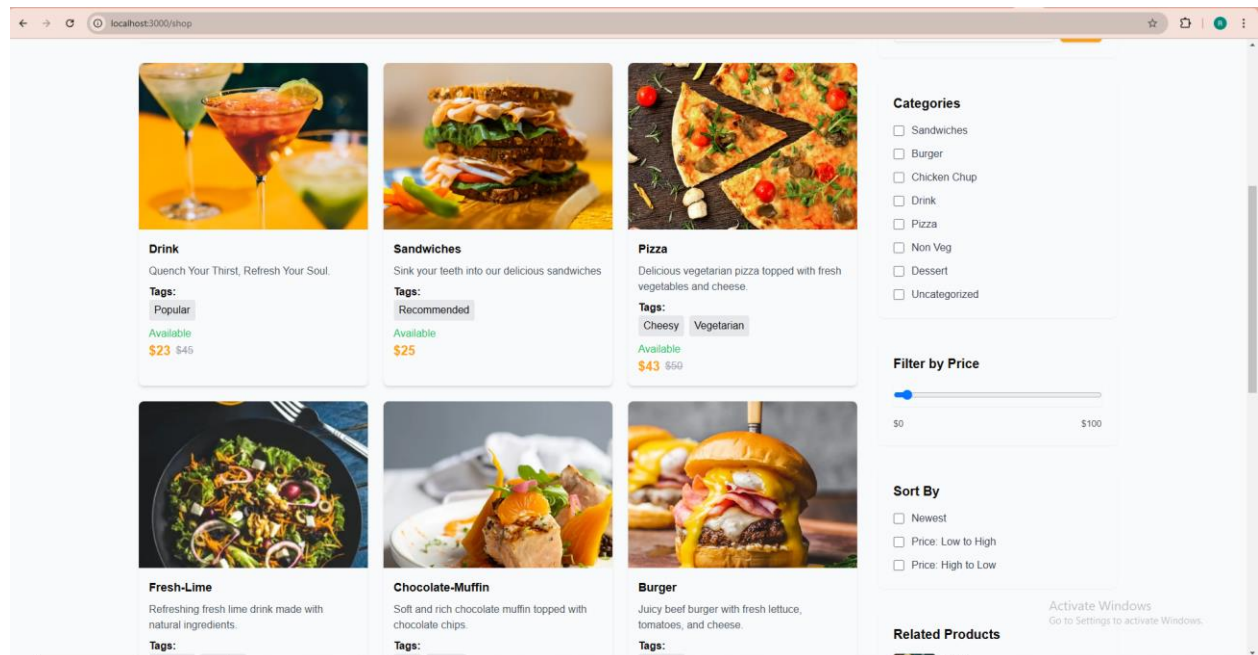 localhost:3000/shop
Drink
Quench Your Thirst, Refresh Your Soul.
Tags:
Popular
Available
$23 $45
Sandwiches
Sink your teeth into our delicious sandwiches
Tags:
Recommended
Available
$25
Pizza
Delicious vegetarian pizza topped with fresh
vegetables and cheese.
Tags:
Cheesy Vegetarian
Available
$43 $50
Fresh-Lime
Refreshing fresh lime drink made with
natural ingredients.
Tags:
Chocolate-Muffin
Soft and rich chocolate muffin topped with
chocolate chips.
Tags:
Burger
Juicy beef burger with fresh lettuce,
tomatoes, and cheese.
Tags:
Categories
Sandwiches
Burger
Chicken Chup
Drink
Pizza
Non Veg
Dessert
Uncategorized
Filter by Price
$0 $100
Sort By
Newest
Price: Low to High
Price: High to Low
Related Products
Activate Windows
Go to Settings to activate Windows.